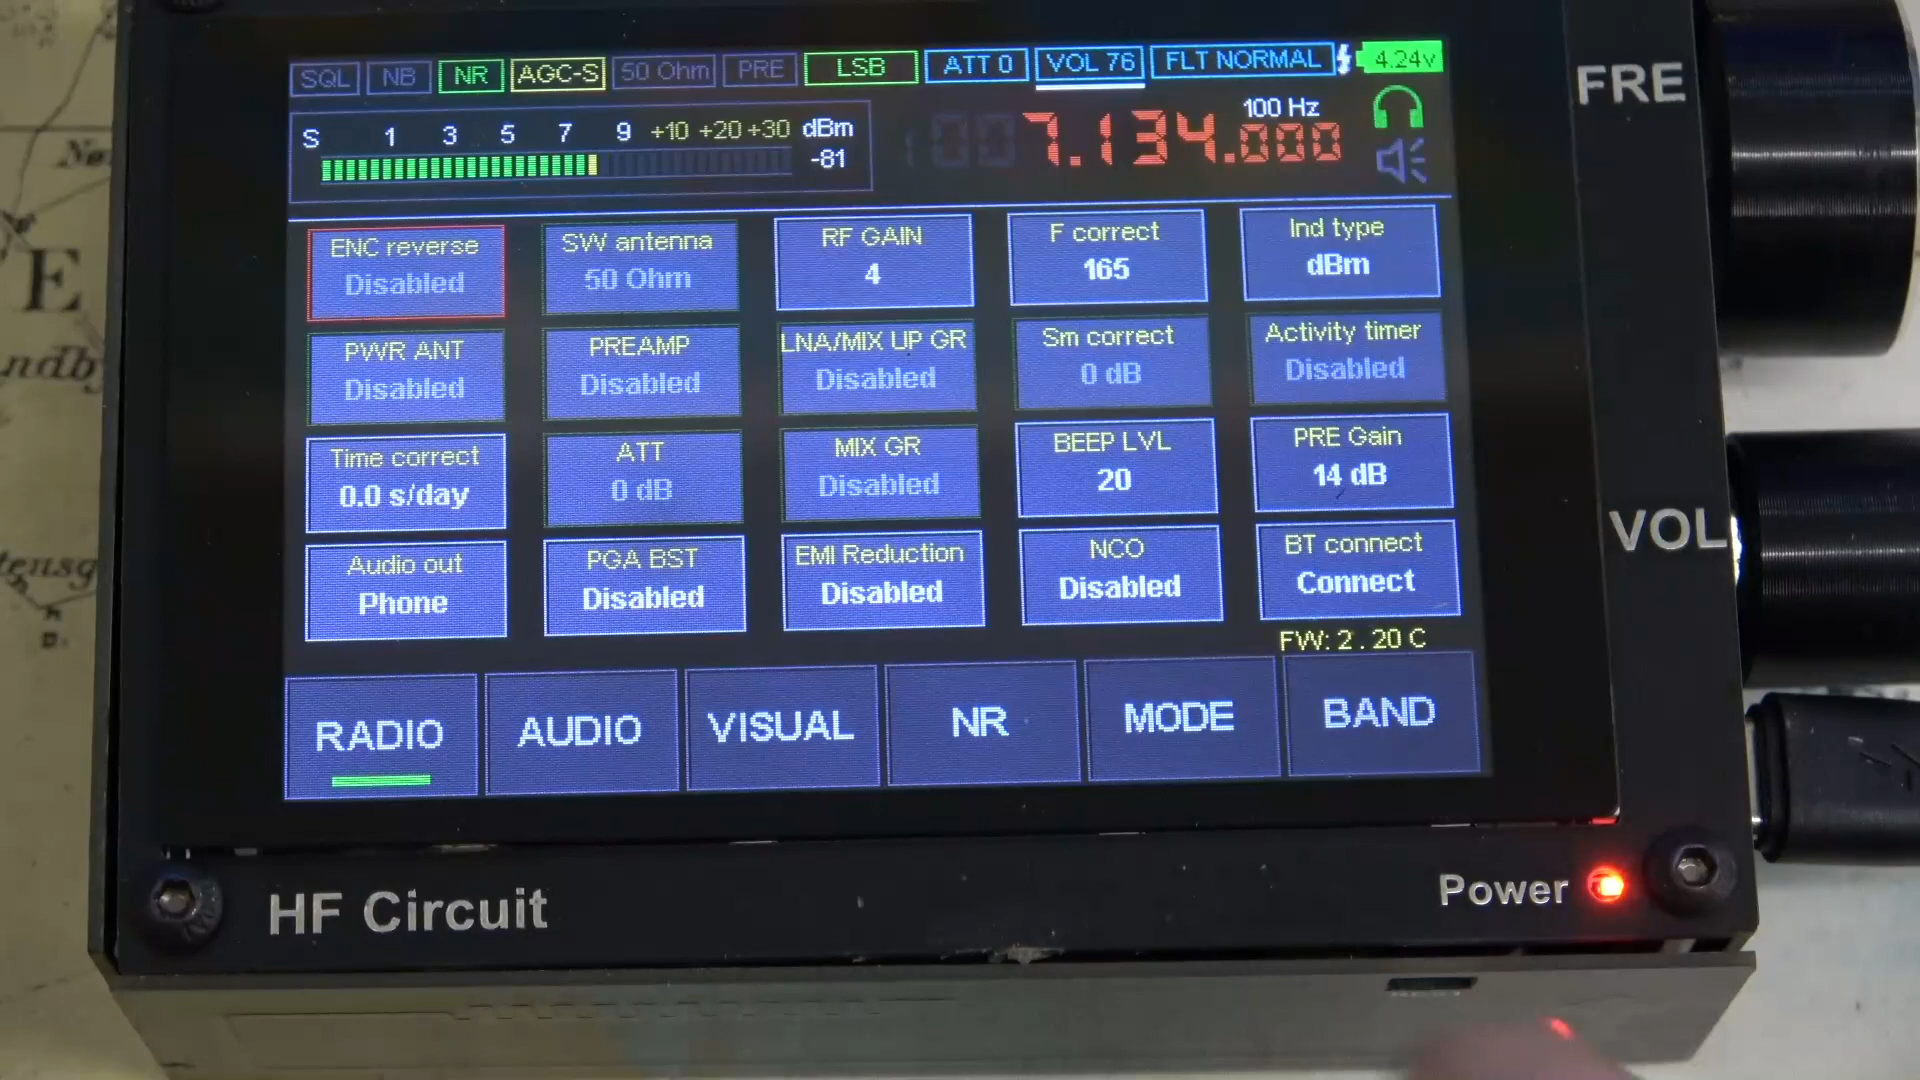 SQL NB NR AGC-S 50 Ohm PRE LSB ATT 0 VOL 76 FLT NORMAL 4.24v
FRE
S 1 3 5 7 9 +10 +20 +30 dBm
-81
100 Hz
7.134.000
ENC reverse SW antenna RF GAIN F correct Ind type
Disabled 50 Ohm 4 165 dBm
PWR ANT PREAMP LNA/MIX UP GR Sm correct Activity timer
Disabled Disabled Disabled 0 dB Disabled
Time correct ATT MIX GR BEEP LVL PRE Gain
0.0 s/day 0 dB Disabled 20 14 dB
VOL
Audio out PGA BST EMI Reduction NCO BT connect
Phone Disabled Disabled Disabled Connect
FW: 2.20 C
RADIO AUDIO VISUAL NR MODE BAND
HF Circuit
Power
E